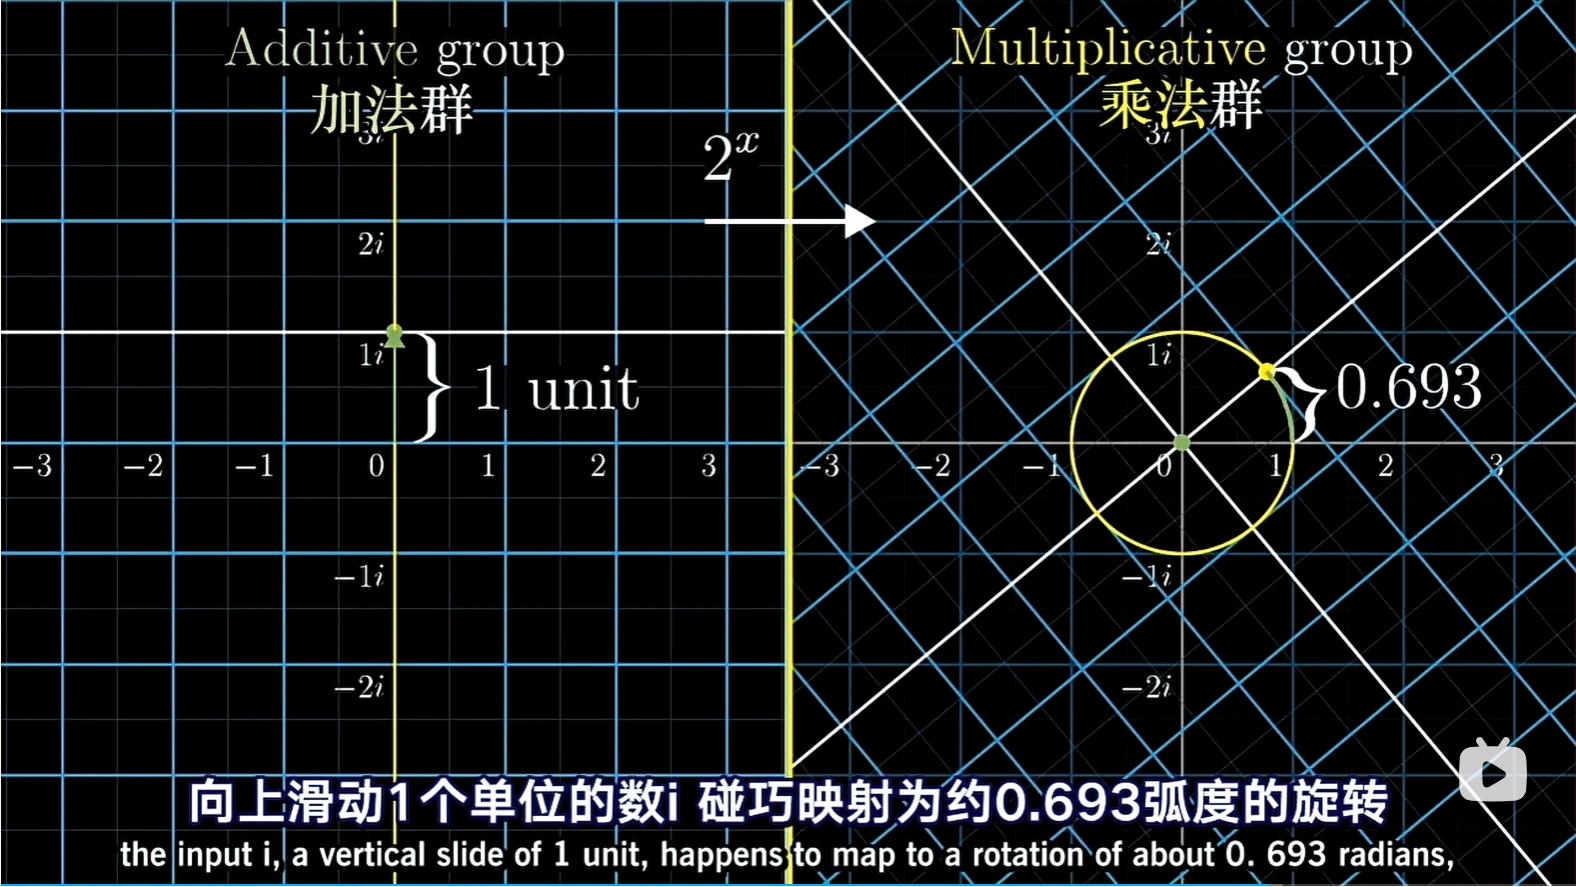 Additive group
加法群
Multiplicative group
乘法群
2^x
3i
2i
1i
1 unit
−3 −2 −1 0 1 2 3
−1i
−2i
3i
2i
1i
0.693
−3 −2 −1 0 1 2 3
−1i
−2i
向上滑动1个单位的数i 碰巧映射为约0.693弧度的旋转
the input i, a vertical slide of 1 unit, happens to map to a rotation of about 0. 693 radians,